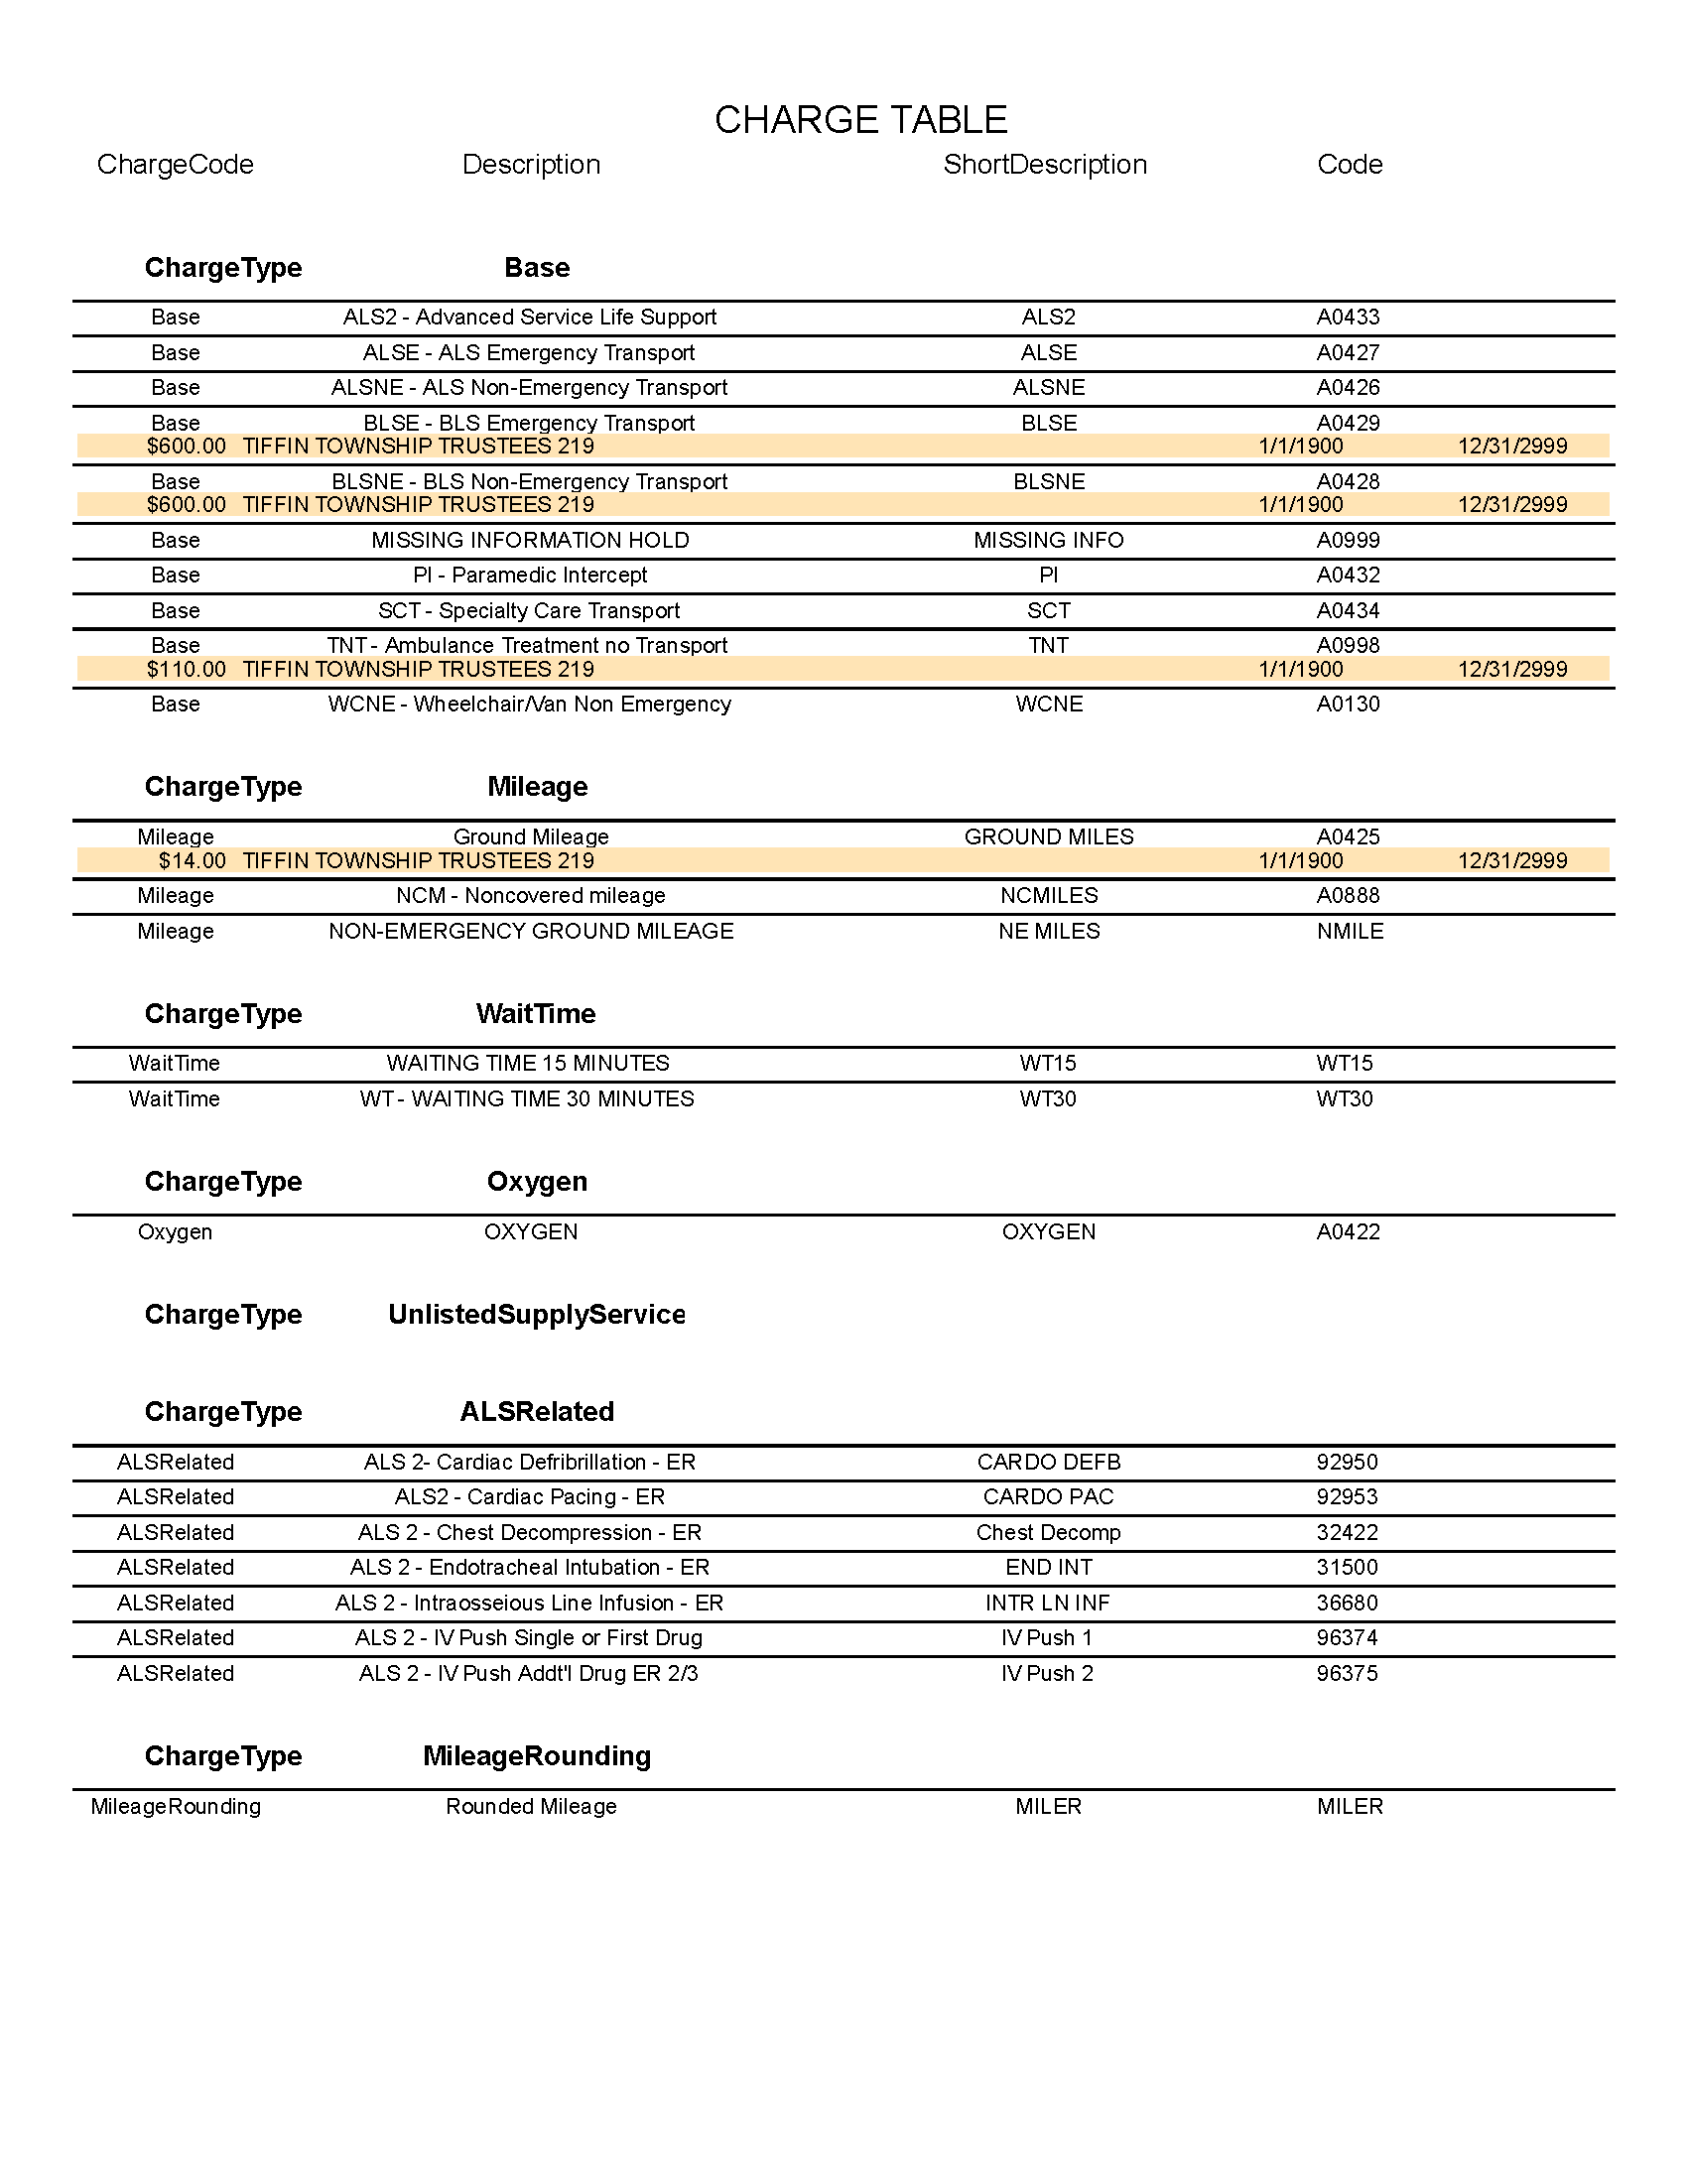 CHARGE TABLE
ChargeCode Description ShortDescription Code
ChargeType Base
Base ALS2 - Advanced Service Life Support ALS2 A0433
Base ALSE - ALS Emergency Transport ALSE A0427
Base ALSNE - ALS Non-Emergency Transport ALSNE A0426
Base BLSE - BLS Emergency Transport BLSE A0429
$600.00 TIFFIN TOWNSHIP TRUSTEES 219 1/1/1900 12/31/2999
Base BLSNE - BLS Non-Emergency Transport BLSNE A0428
$600.00 TIFFIN TOWNSHIP TRUSTEES 219 1/1/1900 12/31/2999
Base MISSING INFORMATION HOLD MISSING INFO A0999
Base PI - Paramedic Intercept PI A0432
Base SCT - Specialty Care Transport SCT A0434
Base TNT - Ambulance Treatment no Transport TNT A0998
$110.00 TIFFIN TOWNSHIP TRUSTEES 219 1/1/1900 12/31/2999
Base WCNE - Wheelchair/Van Non Emergency WCNE A0130
ChargeType Mileage
Mileage Ground Mileage GROUND MILES A0425
$14.00 TIFFIN TOWNSHIP TRUSTEES 219 1/1/1900 12/31/2999
Mileage NCM - Noncovered mileage NCMILES A0888
Mileage NON-EMERGENCY GROUND MILEAGE NE MILES NMILE
ChargeType WaitTime
WaitTime WAITING TIME 15 MINUTES WT15 WT15
WaitTime WT - WAITING TIME 30 MINUTES WT30 WT30
ChargeType Oxygen
Oxygen OXYGEN OXYGEN A0422
ChargeType UnlistedSupplyService
ChargeType ALSRelated
ALSRelated ALS 2- Cardiac Defribrillation - ER CARDO DEFB 92950
ALSRelated ALS2 - Cardiac Pacing - ER CARDO PAC 92953
ALSRelated ALS 2 - Chest Decompression - ER Chest Decomp 32422
ALSRelated ALS 2 - Endotracheal Intubation - ER END INT 31500
ALSRelated ALS 2 - Intraosseious Line Infusion - ER INTR LN INF 36680
ALSRelated ALS 2 - IV Push Single or First Drug IV Push 1 96374
ALSRelated ALS 2 - IV Push Addt'l Drug ER 2/3 IV Push 2 96375
ChargeType MileageRounding
MileageRounding Rounded Mileage MILER MILER